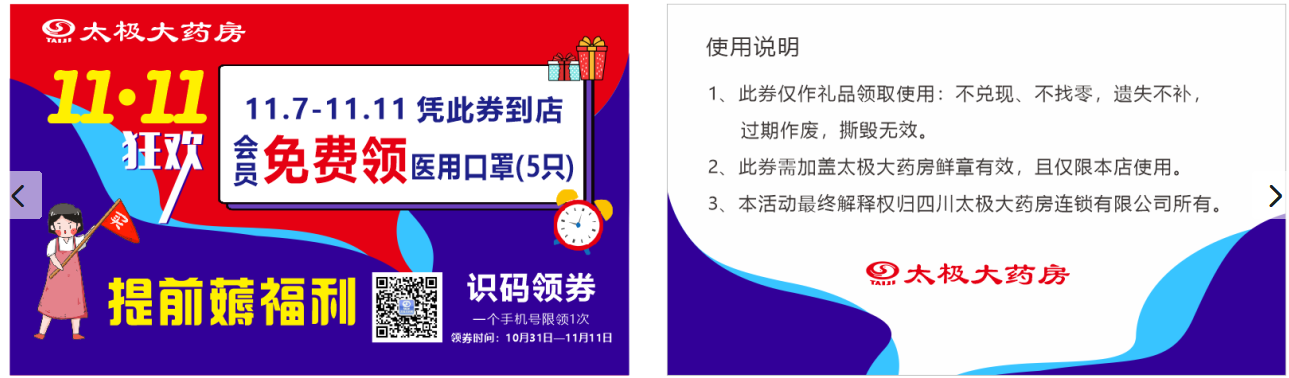 TAIJI 太极大药房
11·11
狂欢
11.7-11.11 凭此券到店
会员免费领医用口罩(5只)
买
提前薅福利
识码领券
一个手机号限领1次
领券时间：10月31日—11月11日
使用说明
1、此券仅作礼品领取使用：不兑现、不找零，遗失不补，
过期作废，撕毁无效。
2、此券需加盖太极大药房鲜章有效，且仅限本店使用。
3、本活动最终解释权归四川太极大药房连锁有限公司所有。
TAIJI 太极大药房